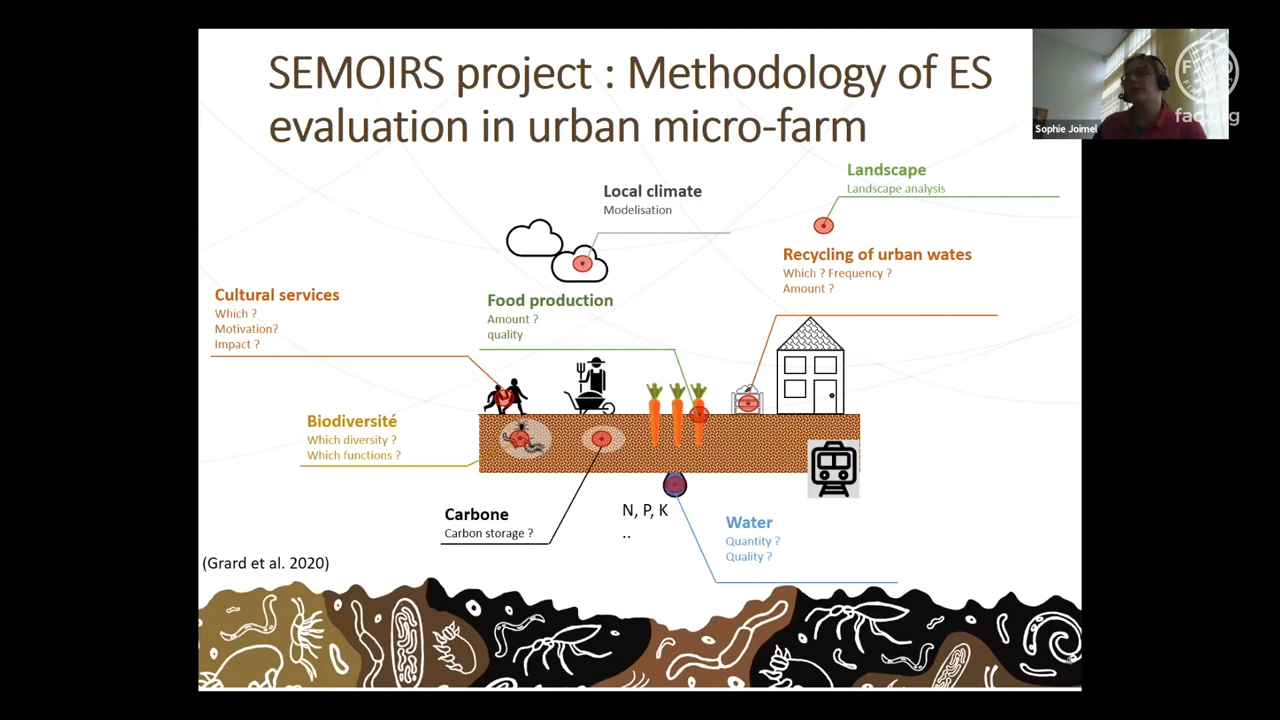 SEMOIRS project : Methodology of ES
evaluation in urban micro-farm
Sophie Joimel
fao.org
Landscape
Landscape analysis
Local climate
Modelisation
Recycling of urban wates
Which ? Frequency ?
Amount ?
Cultural services
Which ?
Motivation?
Impact ?
Food production
Amount ?
quality
Biodiversité
Which diversity ?
Which functions ?
Carbone
Carbon storage ?
N, P, K
..
Water
Quantity ?
Quality ?
(Grard et al. 2020)